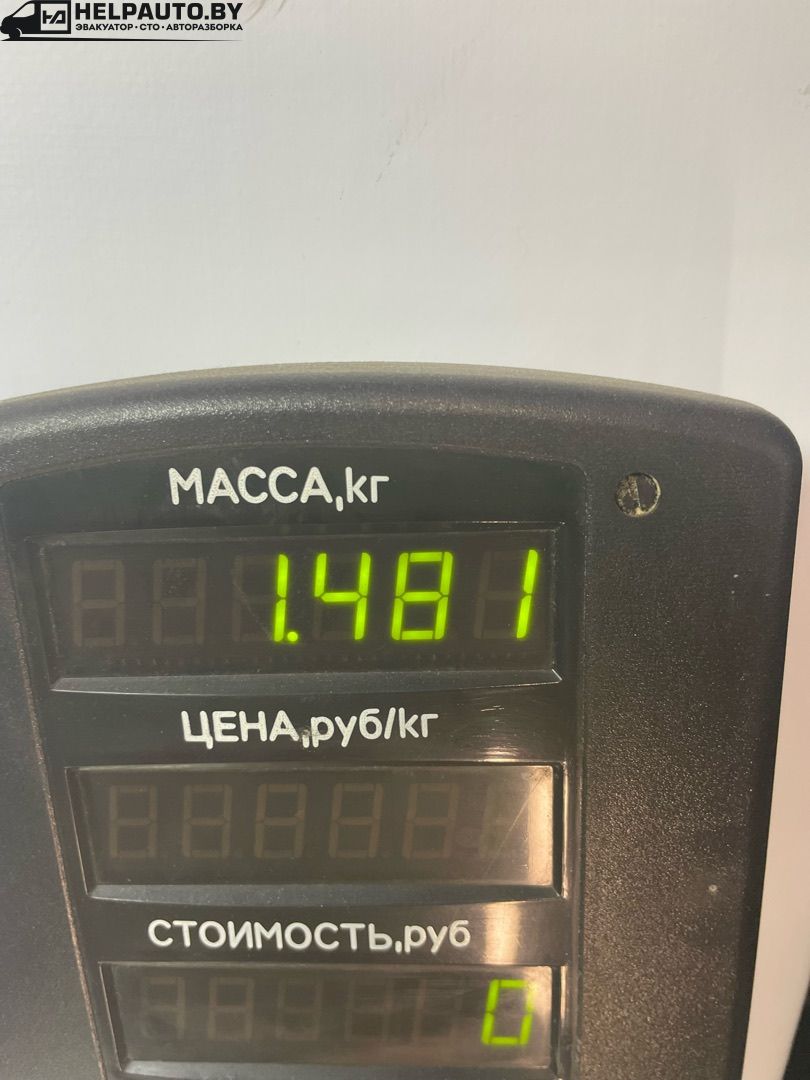 HELPAUTO.BY
ЭВАКУАТОР · СТО · АВТОРАЗБОРКА
МАССА,кг
1.481
ЦЕНА,руб/кг
СТОИМОСТЬ,руб
0